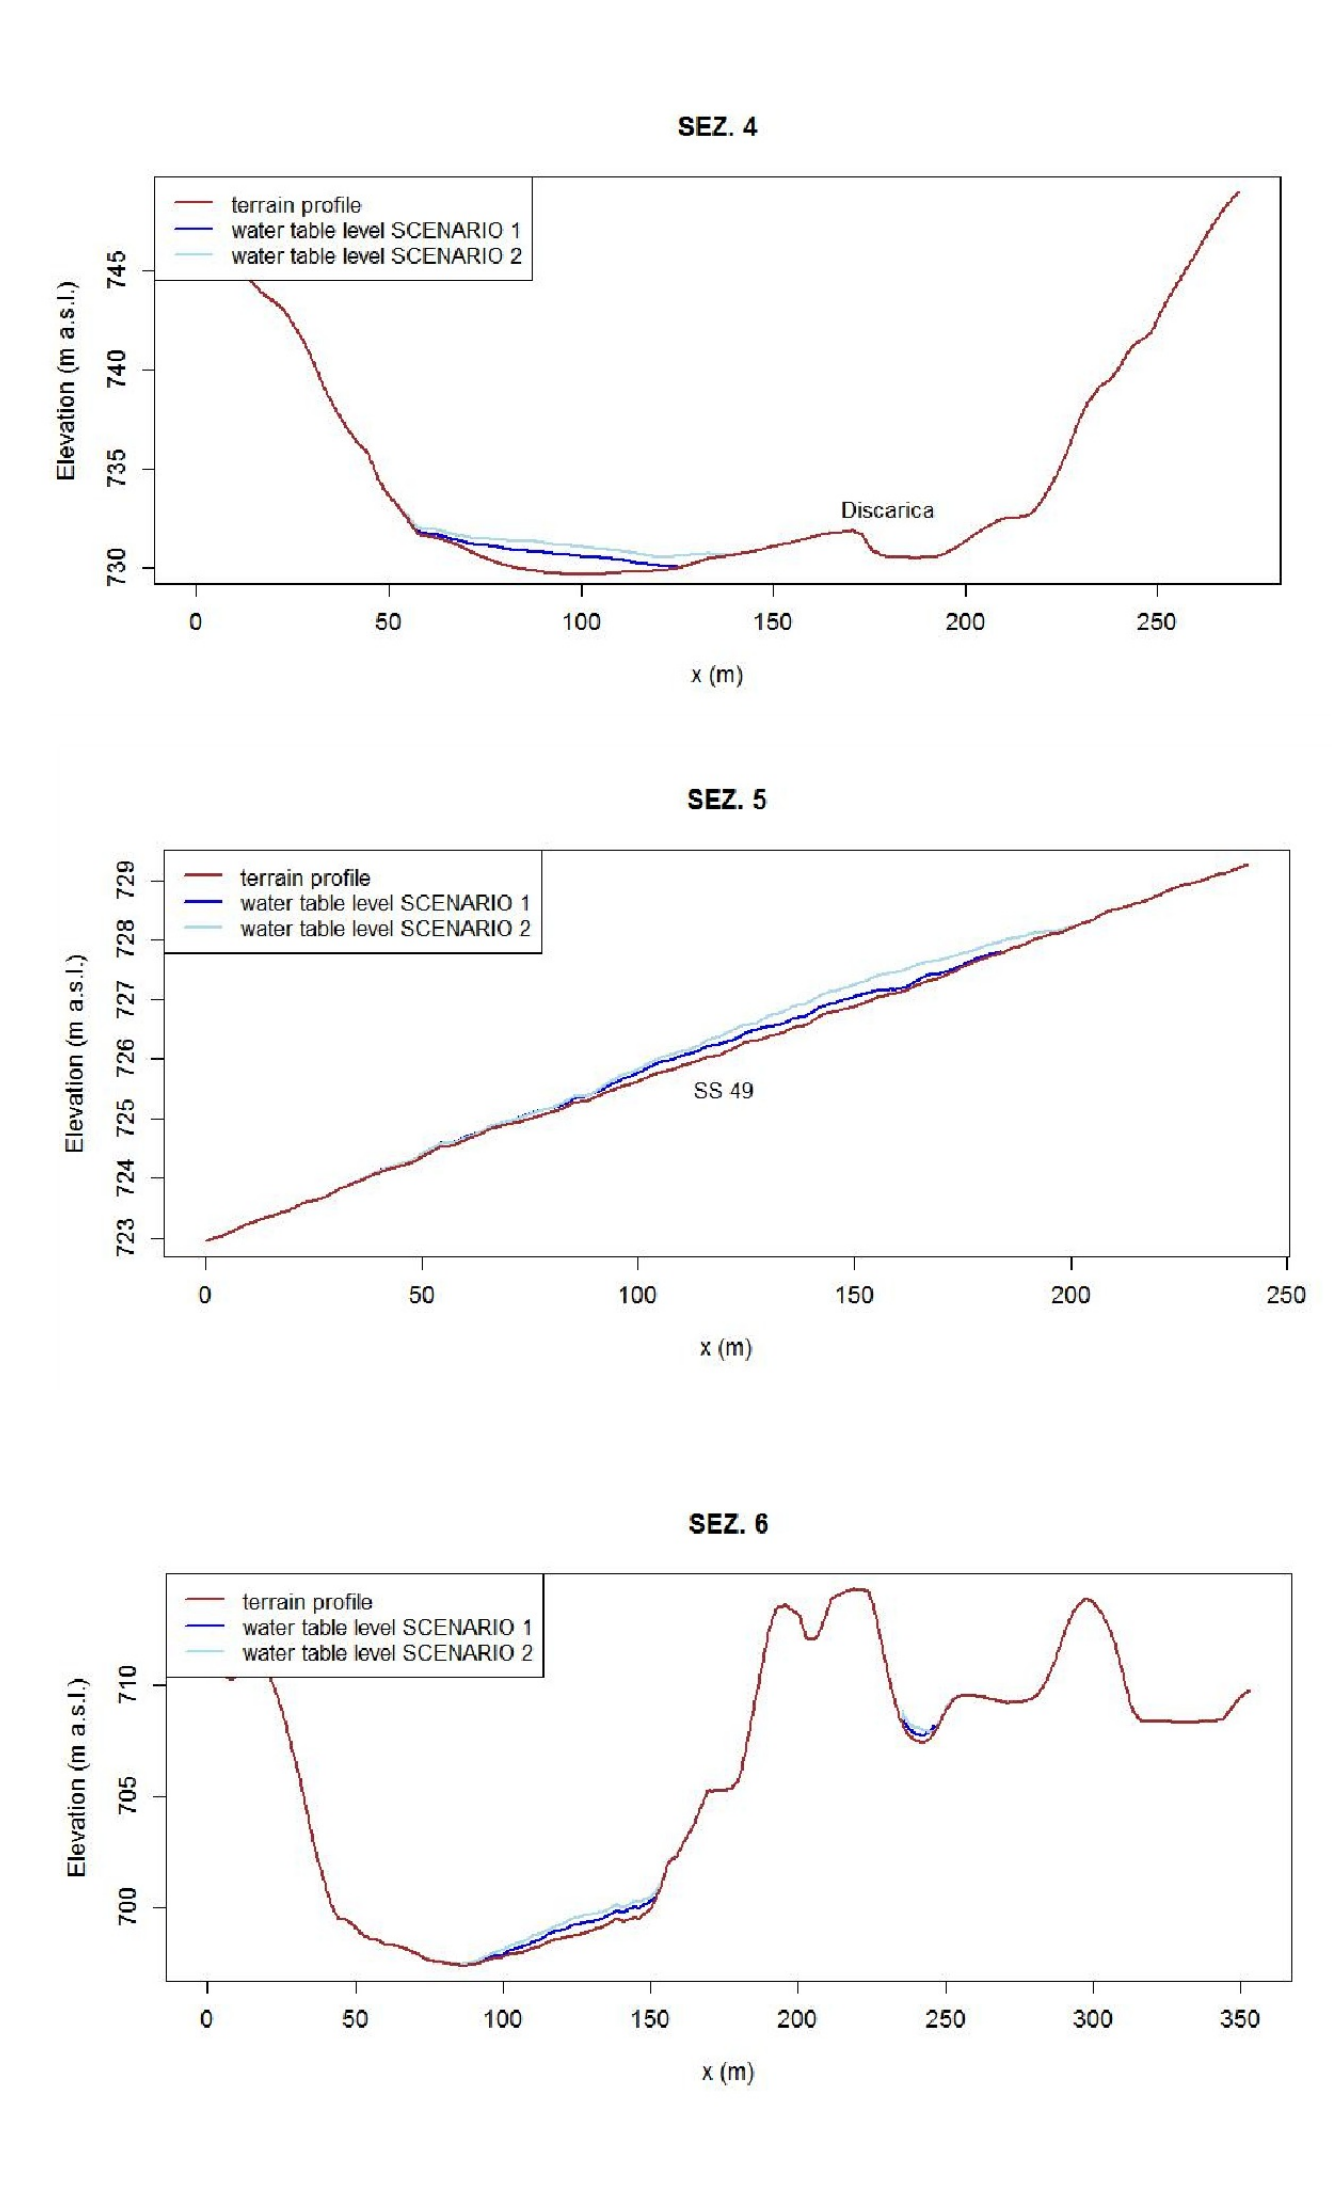 SEZ. 4
terrain profile
water table level SCENARIO 1
water table level SCENARIO 2
Elevation (m a.s.l.)
745
740
735
730
Discarica
0 50 100 150 200 250
x (m)
SEZ. 5
terrain profile
water table level SCENARIO 1
water table level SCENARIO 2
Elevation (m a.s.l.)
729
728
727
726
725
724
723
SS 49
0 50 100 150 200 250
x (m)
SEZ. 6
terrain profile
water table level SCENARIO 1
water table level SCENARIO 2
Elevation (m a.s.l.)
710
705
700
0 50 100 150 200 250 300 350
x (m)